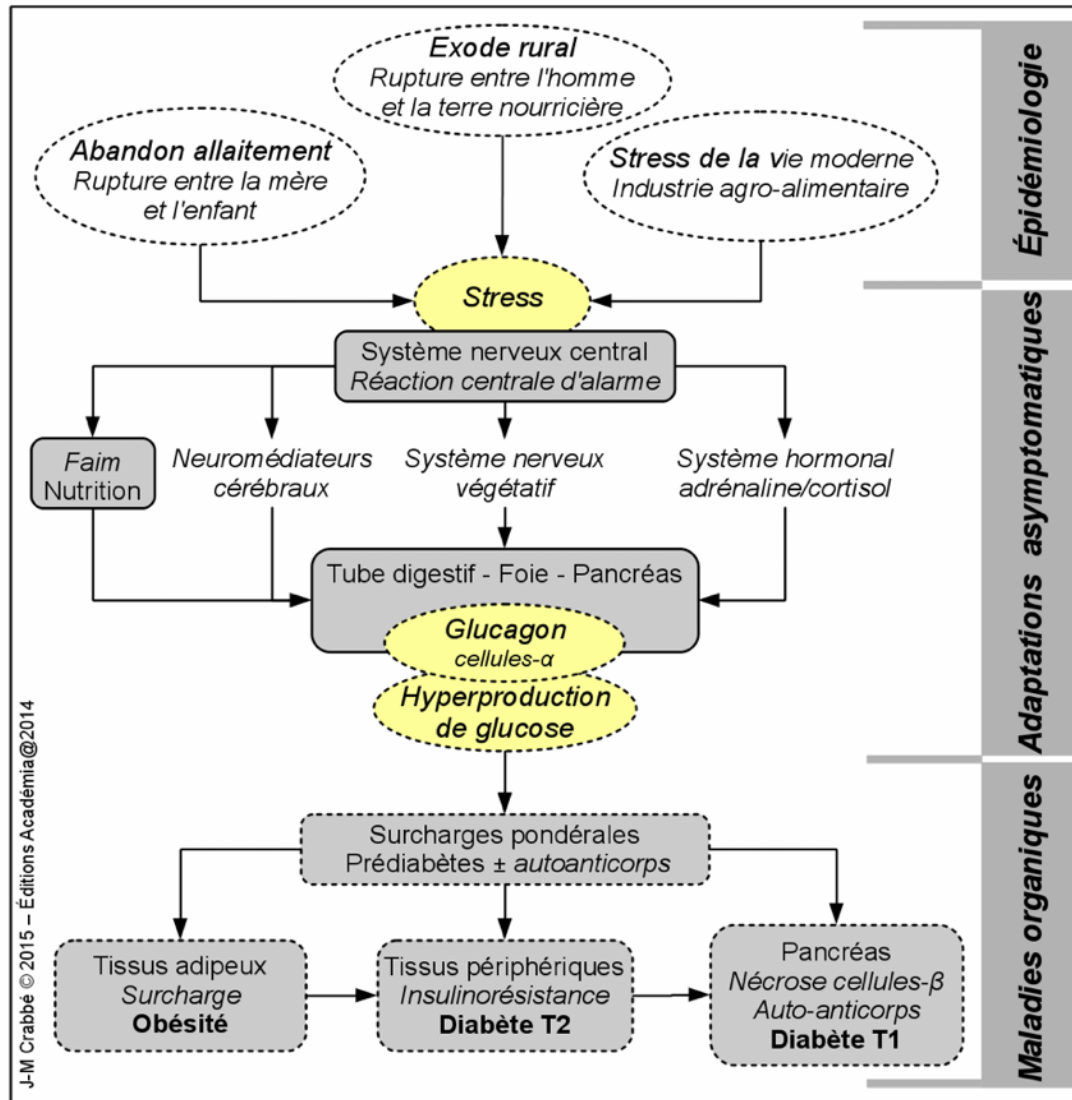 Exode rural
Rupture entre l'homme
et la terre nourricière
Abandon allaitement
Rupture entre la mère
et l'enfant
Stress de la vie moderne
Industrie agro-alimentaire
Épidémiologie
Stress
Système nerveux central
Réaction centrale d'alarme
Faim
Nutrition
Neuromédiateurs
cérébraux
Système nerveux
végétatif
Système hormonal
adrénaline/cortisol
Tube digestif - Foie - Pancréas
Glucagon
cellules-α
Hyperproduction
de glucose
Adaptations asymptomatiques
Surcharges pondérales
Prédiabètes ± autoanticorps
Tissus adipeux
Surcharge
Obésité
Tissus périphériques
Insulinorésistance
Diabète T2
Pancréas
Nécrose cellules-β
Auto-anticorps
Diabète T1
Maladies organiques
J-M Crabbé © 2015 – Éditions Académia@2014